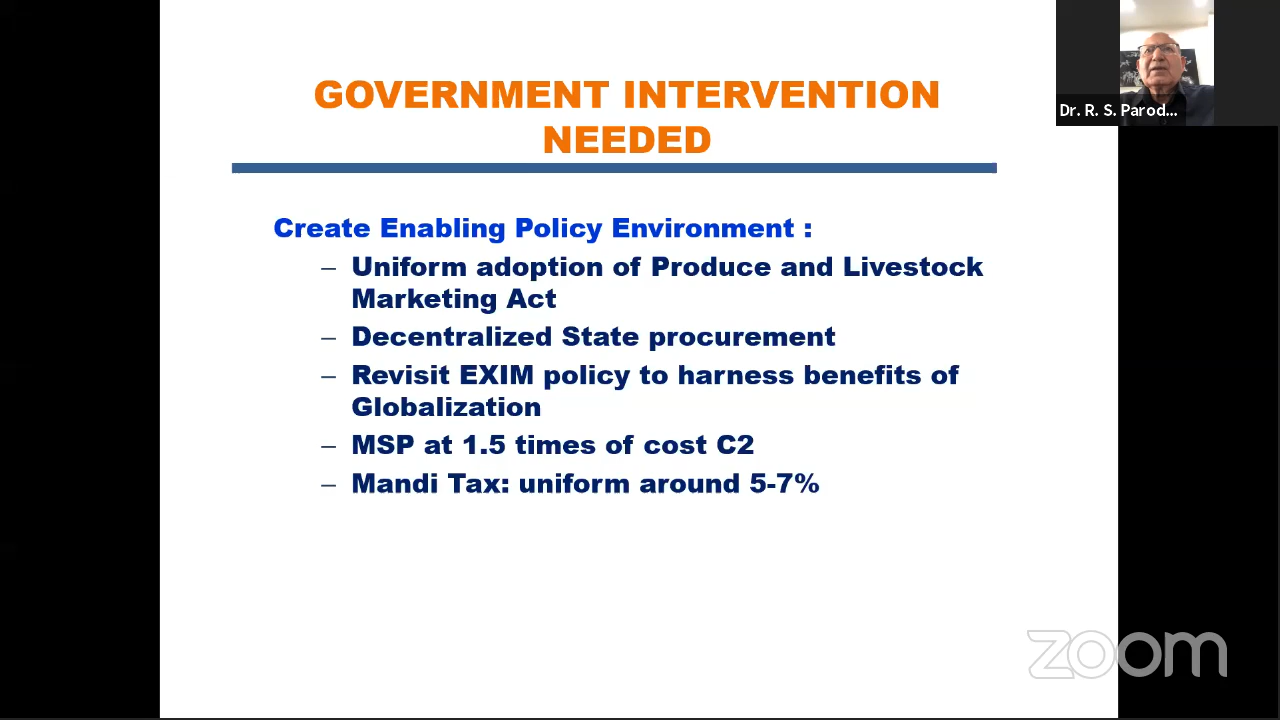 GOVERNMENT INTERVENTION
NEEDED
Create Enabling Policy Environment :
– Uniform adoption of Produce and Livestock
Marketing Act
– Decentralized State procurement
– Revisit EXIM policy to harness benefits of
Globalization
– MSP at 1.5 times of cost C2
– Mandi Tax: uniform around 5-7%
Dr. R. S. Parod...
zoom